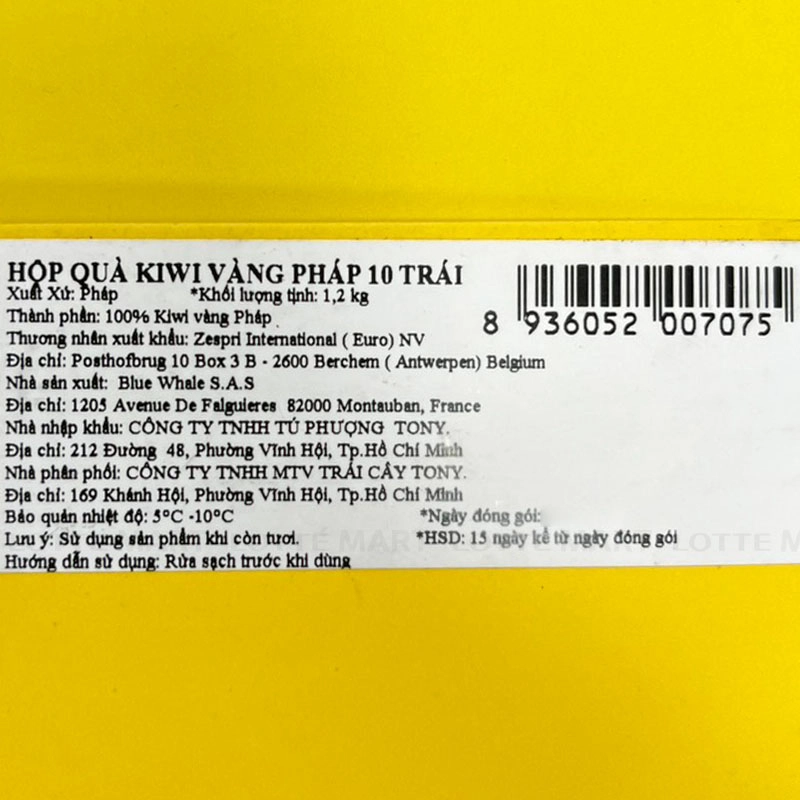 HỘP QUÀ KIWI VÀNG PHÁP 10 TRÁI
Xuất Xứ: Pháp *Khối lượng tịnh: 1,2 kg
Thành phần: 100% Kiwi vàng Pháp
Thương nhân xuất khẩu: Zespri International ( Euro) NV
8 936052 007075
Địa chỉ: Posthofbrug 10 Box 3 B - 2600 Berchem ( Antwerpen) Belgium
Nhà sản xuất: Blue Whale S.A.S
Địa chỉ: 1205 Avenue De Falguieres 82000 Montauban, France
Nhà nhập khẩu: CÔNG TY TNHH TÚ PHƯỢNG TONY.
Địa chỉ: 212 Đường 48, Phường Vĩnh Hội, Tp.Hồ Chí Minh
Nhà phân phối: CÔNG TY TNHH MTV TRÁI CÂY TONY.
Địa chỉ: 169 Khánh Hội, Phường Vĩnh Hội, Tp.Hồ Chí Minh
Bảo quản nhiệt độ: 5°C -10°C *Ngày đóng gói:
Lưu ý: Sử dụng sản phẩm khi còn tươi. *HSD: 15 ngày kể từ ngày đóng gói
LOTTE MART LOTTE MART LOTTE M
Hướng dẫn sử dụng: Rửa sạch trước khi dùng